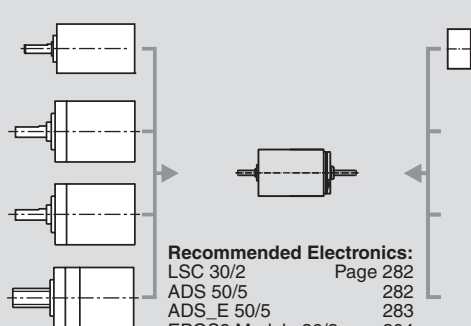 Recommended Electronics:
LSC 30/2 Page 282
ADS 50/5 282
ADS_E 50/5 283